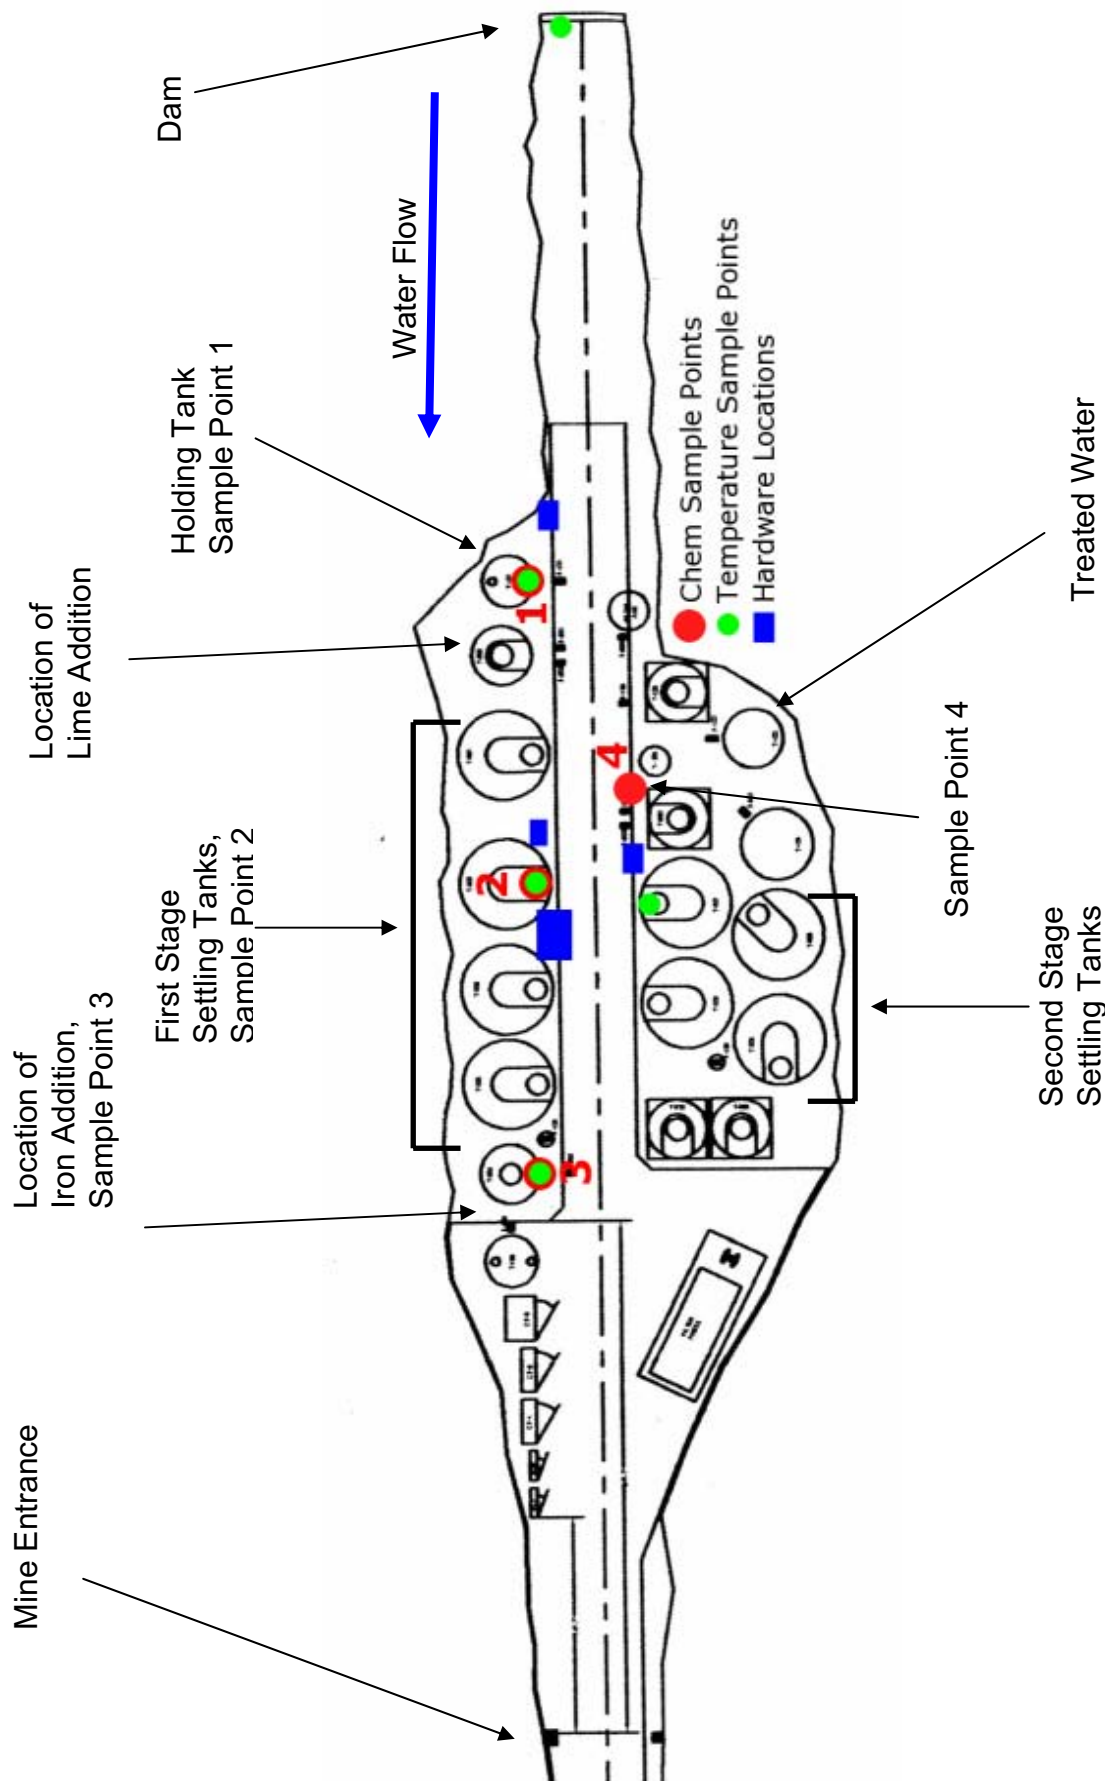 Mine Entrance
Location of
Iron Addition,
Sample Point 3
First Stage
Settling Tanks,
Sample Point 2
Location of
Lime Addition
Holding Tank
Sample Point 1
Dam
Water Flow
1
2
3
4
Chem Sample Points
Temperature Sample Points
Hardware Locations
Second Stage
Settling Tanks
Sample Point 4
Treated Water